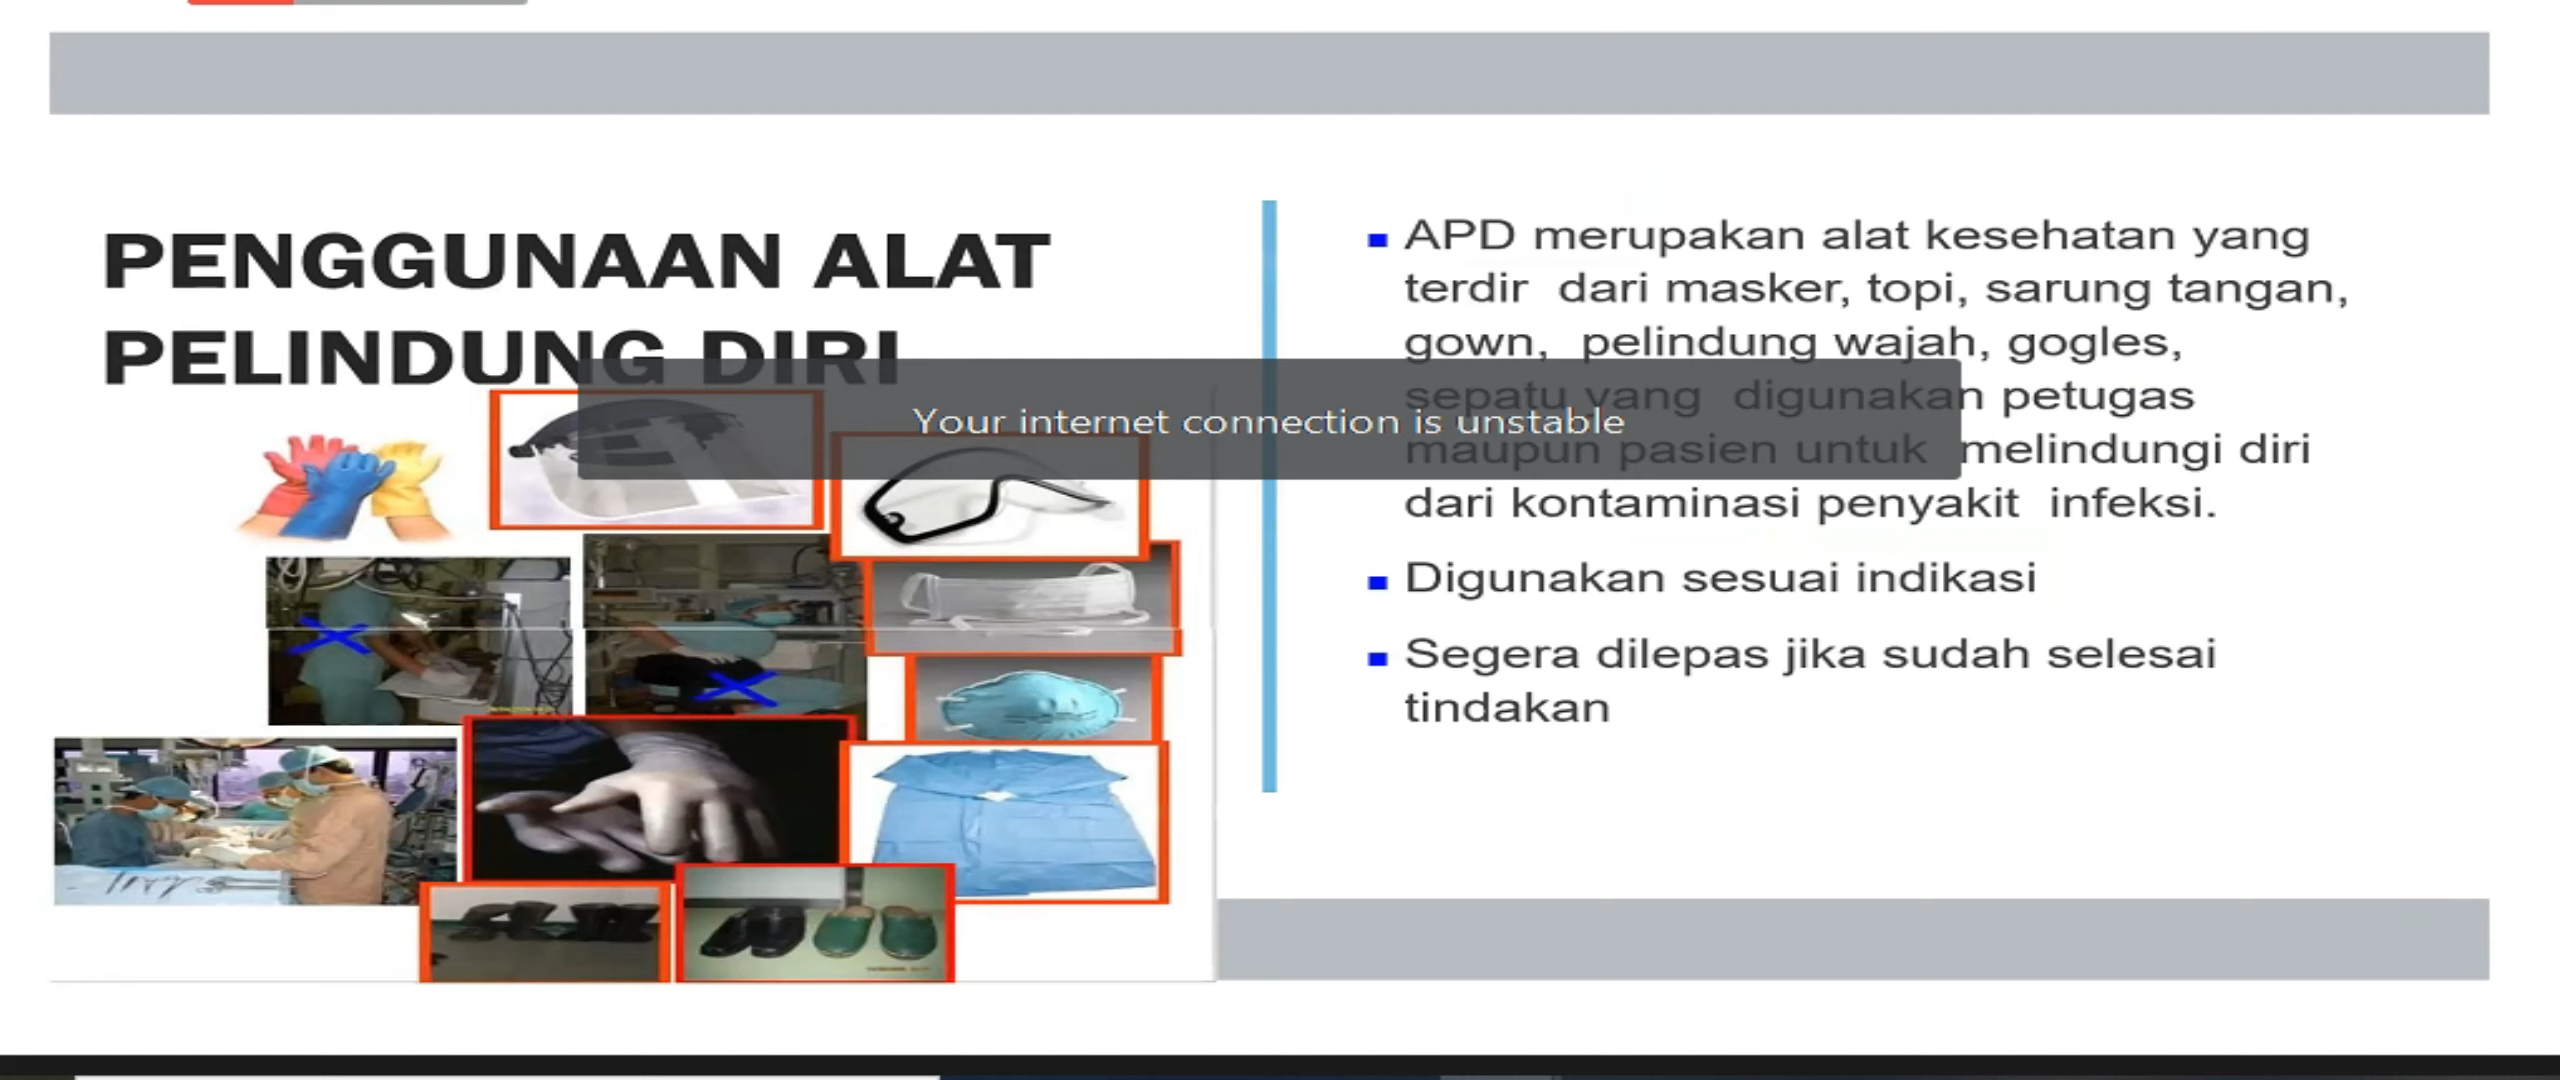 PENGGUNAAN ALAT
PELINDUNG DIRI
Your internet connection is unstable
APD merupakan alat kesehatan yang
terdir dari masker, topi, sarung tangan,
gown, pelindung wajah, gogles,
sepatu yang digunakan petugas
maupun pasien untuk melindungi diri
dari kontaminasi penyakit infeksi.
Digunakan sesuai indikasi
Segera dilepas jika sudah selesai
tindakan